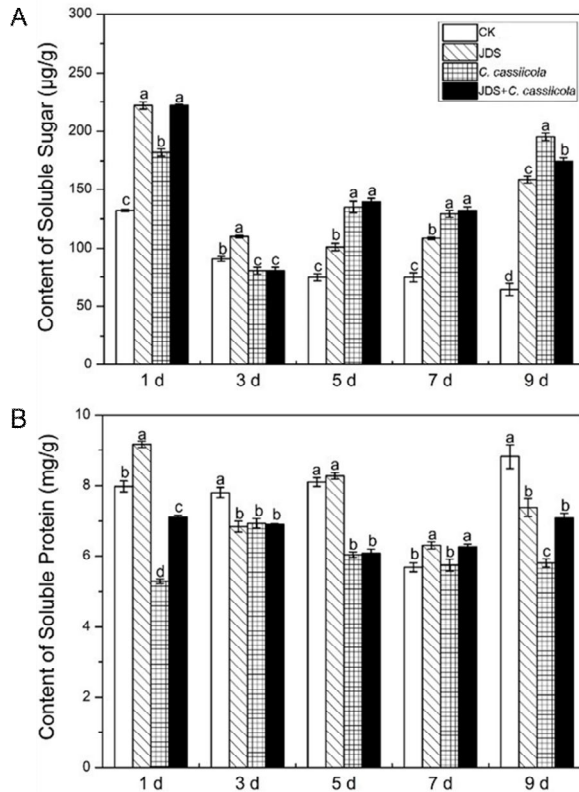 A
300
250
200
150
100
75
50
25
0
Content of Soluble Sugar (μg/g)
CK
JDS
C. cassiicola
JDS+C. cassiicola
c a b a
b a c c
c b a a
c b a a
d c a b
1 d 3 d 5 d 7 d 9 d
B
10
8
6
4
2
0
Content of Soluble Protein (mg/g)
b a d c
a b b b
a a b b
b a b a
a b c b
1 d 3 d 5 d 7 d 9 d